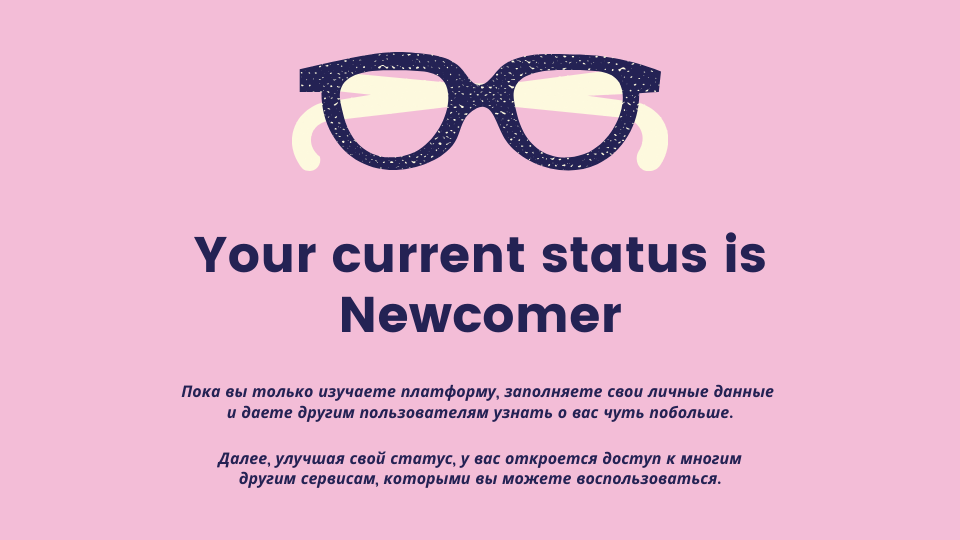 Your current status is
Newcomer
Пока вы только изучаете платформу, заполняете свои личные данные
и даете другим пользователям узнать о вас чуть побольше.
Далее, улучшая свой статус, у вас откроется доступ к многим
другим сервисам, которыми вы можете воспользоваться.